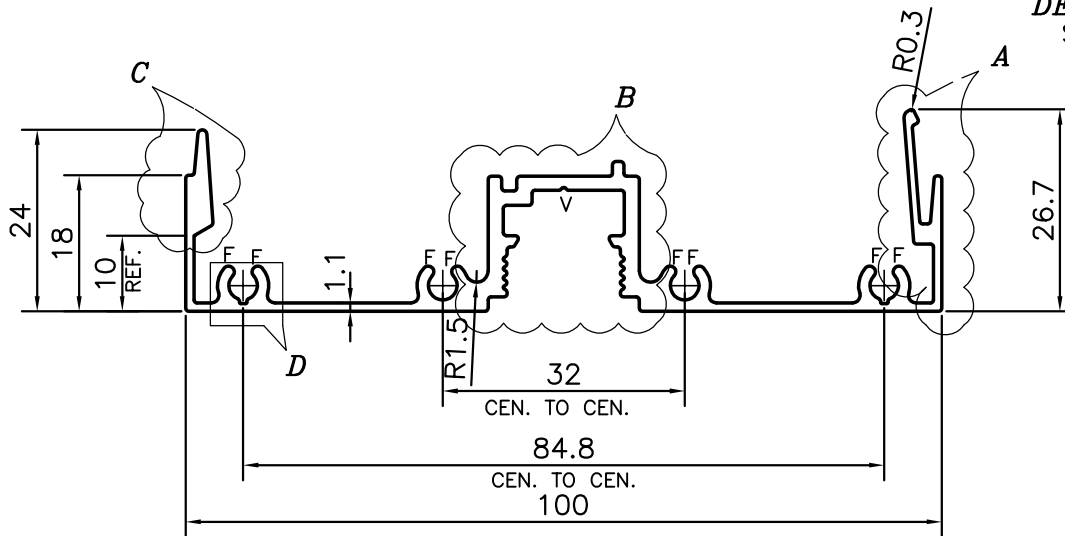 DE
R0.3
A
C
B
24
18
10
REF.
F F
1.1
F F
V
F F
F F
26.7
R1.5
D
32
CEN. TO CEN.
84.8
CEN. TO CEN.
100